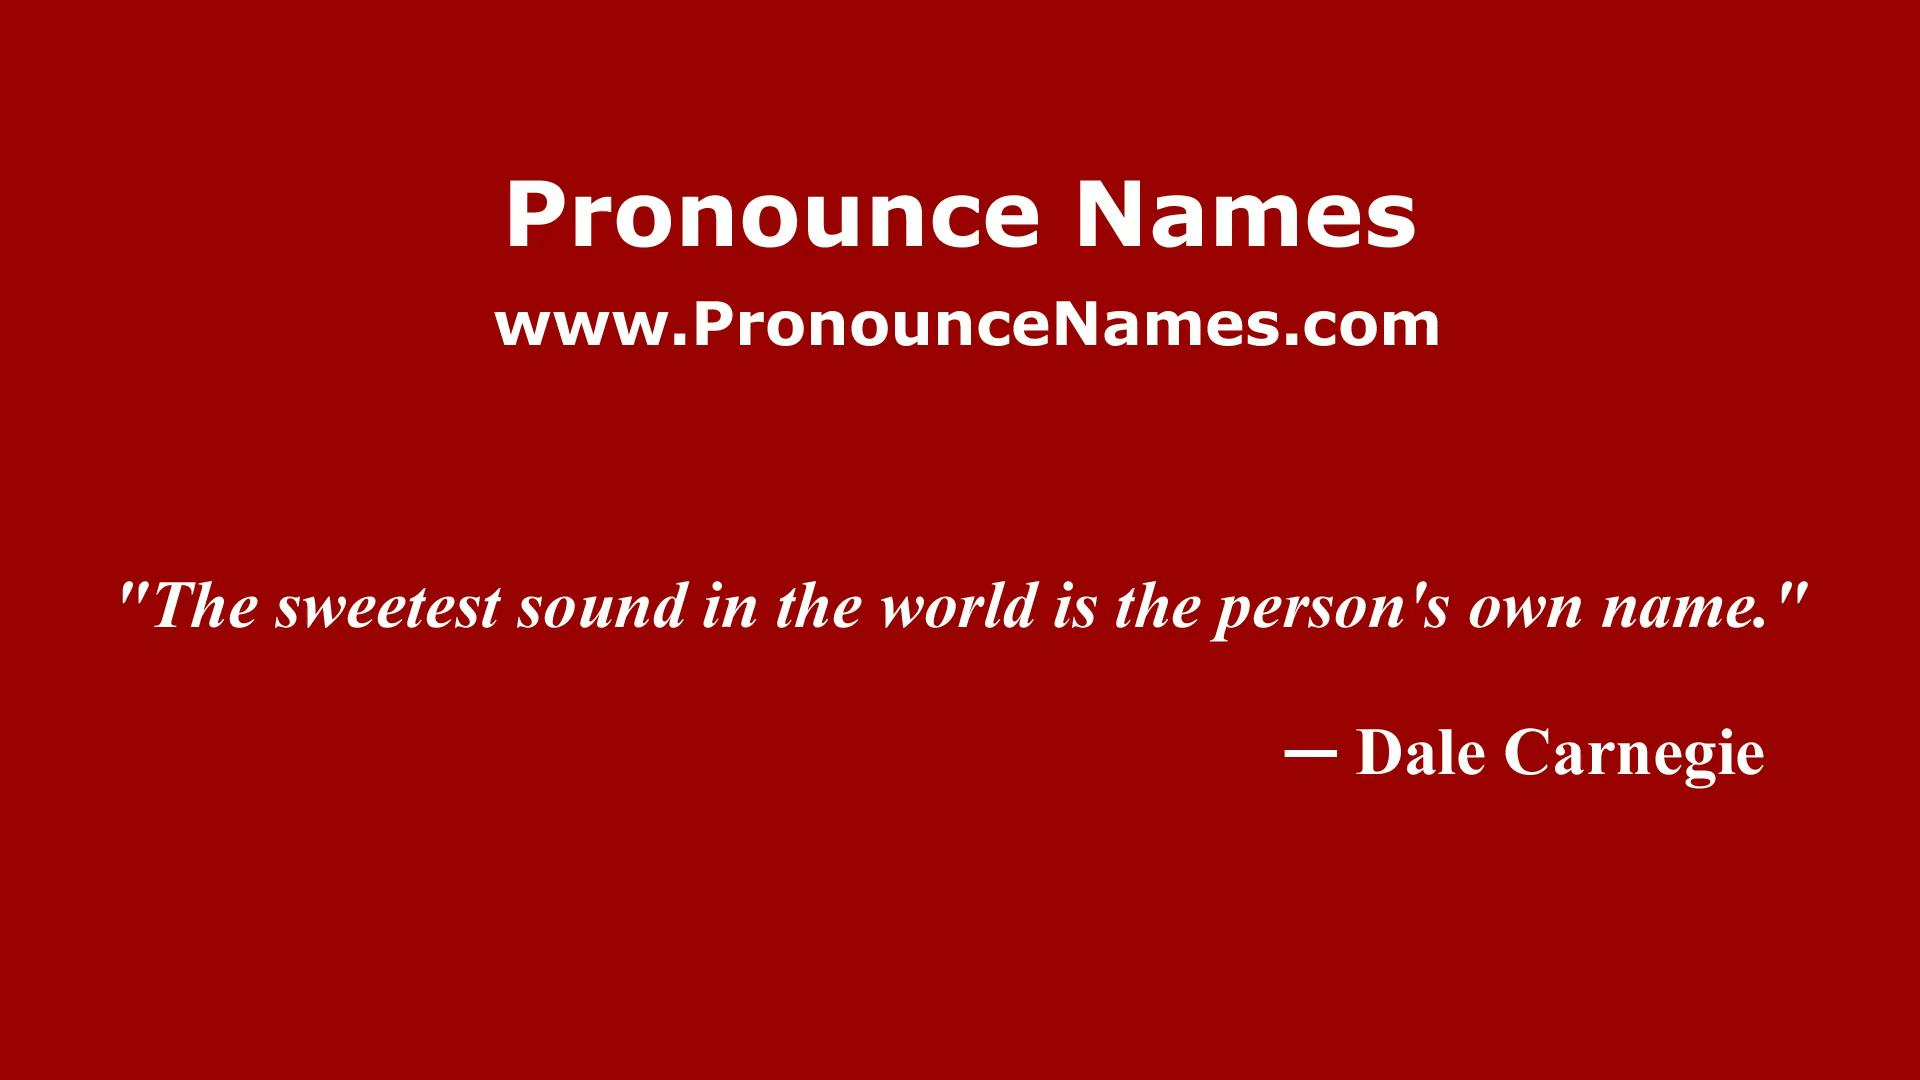 Pronounce Names
www.PronounceNames.com
"The sweetest sound in the world is the person's own name."
— Dale Carnegie